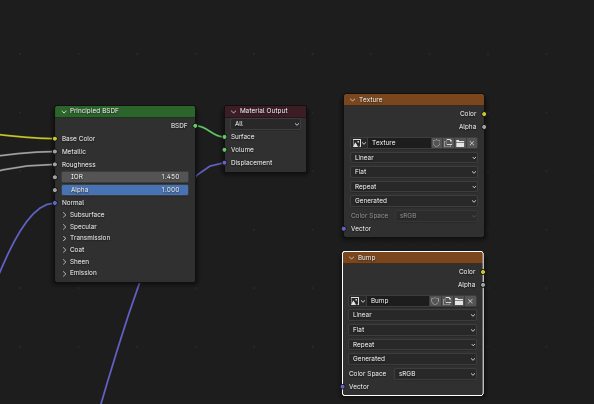 Principled BSDF
BSDF
Base Color
Metallic
Roughness
IOR 1.450
Alpha 1.000
Normal
Subsurface
Specular
Transmission
Coat
Sheen
Emission
Material Output
All
Surface
Volume
Displacement
Texture
Color
Alpha
Texture
Linear
Flat
Repeat
Generated
Color Space sRGB
Vector
Bump
Color
Alpha
Bump
Linear
Flat
Repeat
Generated
Color Space sRGB
Vector